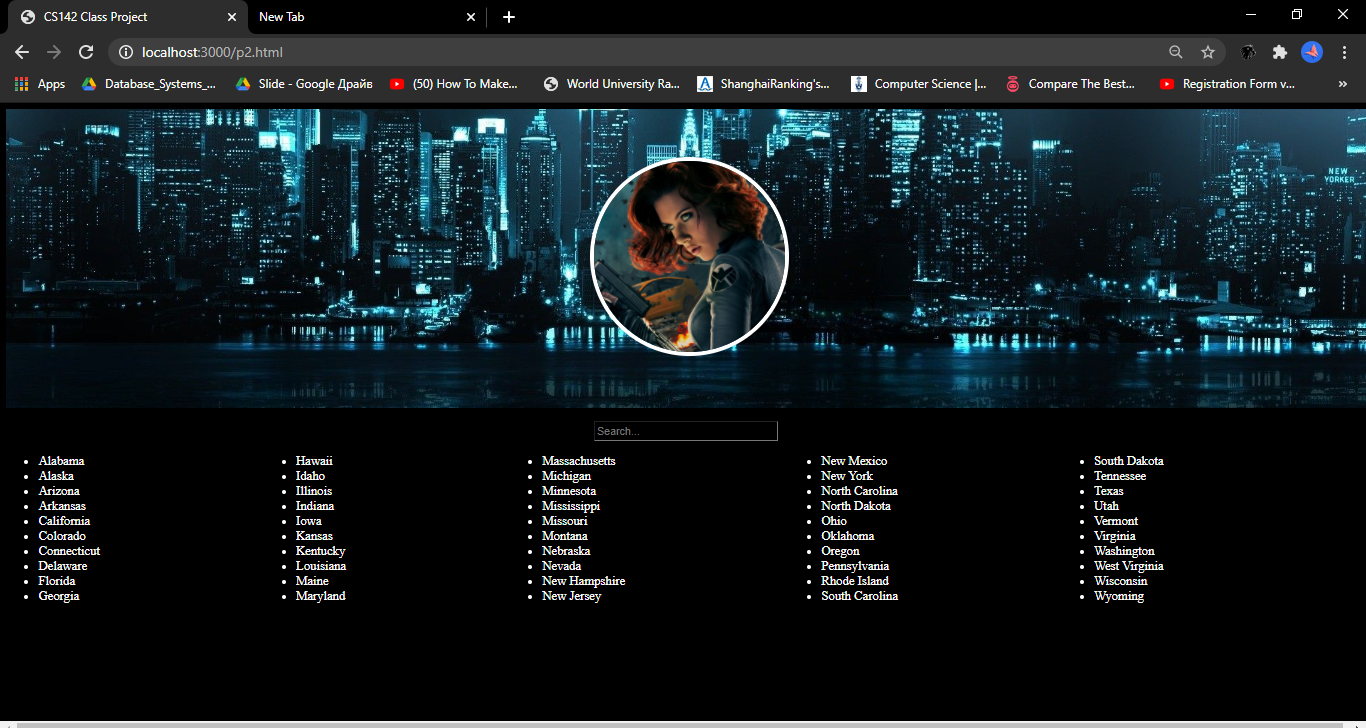 CS142 Class Project
New Tab
localhost:3000/p2.html
Apps
Database_Systems_...
Slide - Google Драйв
(50) How To Make...
World University Ra...
ShanghaiRanking's...
Computer Science |...
Compare The Best...
Registration Form v...
»
NEW
YORKER
Search...
Alabama
Alaska
Arizona
Arkansas
California
Colorado
Connecticut
Delaware
Florida
Georgia
Hawaii
Idaho
Illinois
Indiana
Iowa
Kansas
Kentucky
Louisiana
Maine
Maryland
Massachusetts
Michigan
Minnesota
Mississippi
Missouri
Montana
Nebraska
Nevada
New Hampshire
New Jersey
New Mexico
New York
North Carolina
North Dakota
Ohio
Oklahoma
Oregon
Pennsylvania
Rhode Island
South Carolina
South Dakota
Tennessee
Texas
Utah
Vermont
Virginia
Washington
West Virginia
Wisconsin
Wyoming